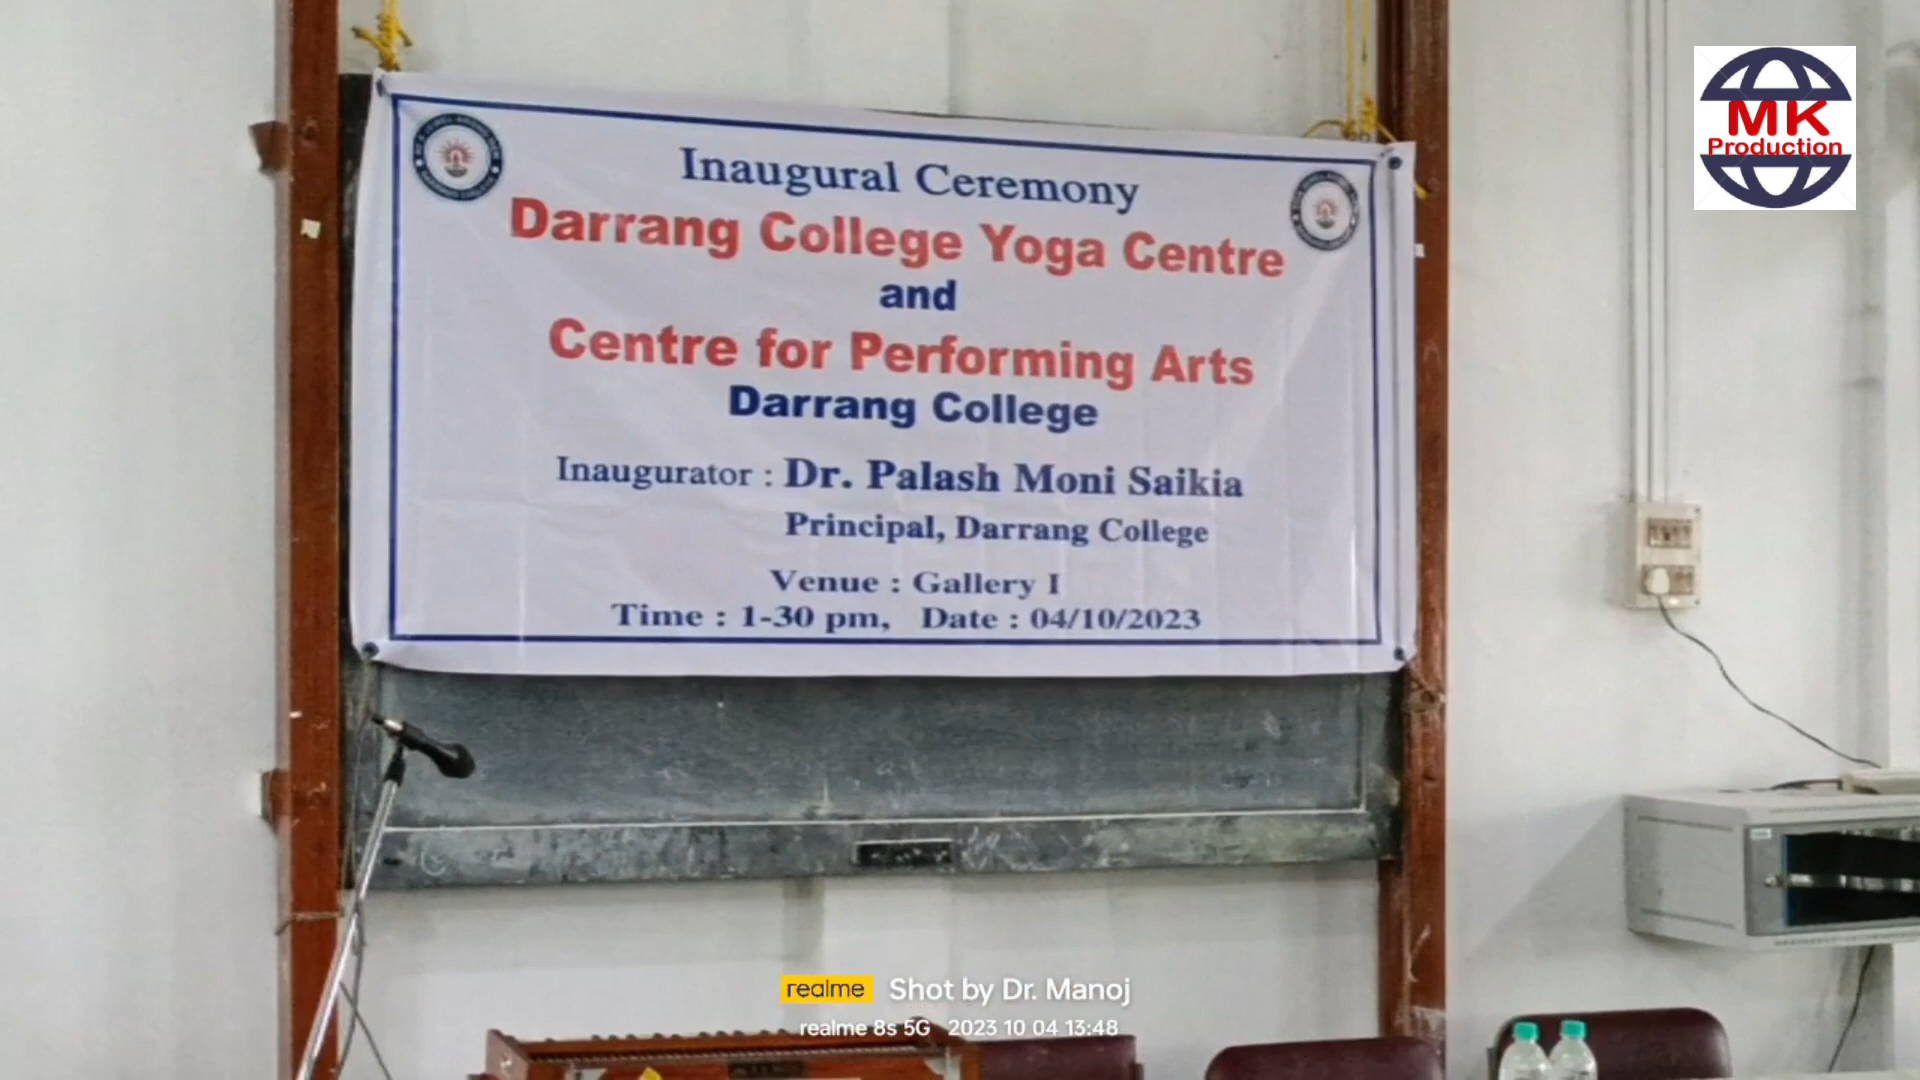 MK
Production
Inaugural Ceremony
Darrang College Yoga Centre
and
Centre for Performing Arts
Darrang College
Inaugurator : Dr. Palash Moni Saikia
Principal, Darrang College
Venue : Gallery I
Time : 1-30 pm, Date : 04/10/2023
realme Shot by Dr. Manoj
realme 8s 5G 2023 10 04 13:48